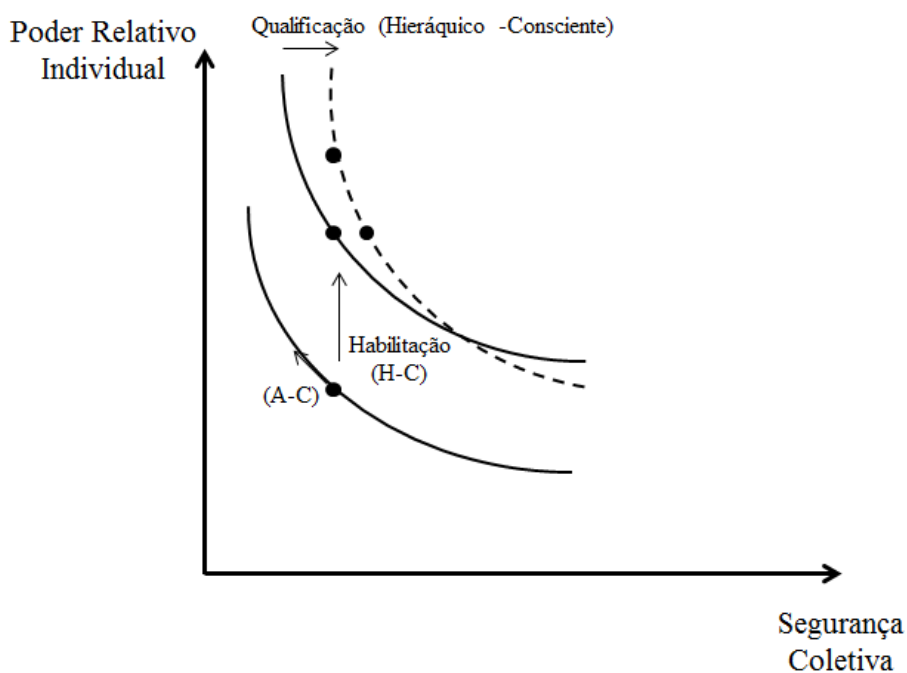 Poder Relativo
Individual
Qualificação (Hieráquico -Consciente)
Habilitação
(H-C)
(A-C)
Segurança
Coletiva